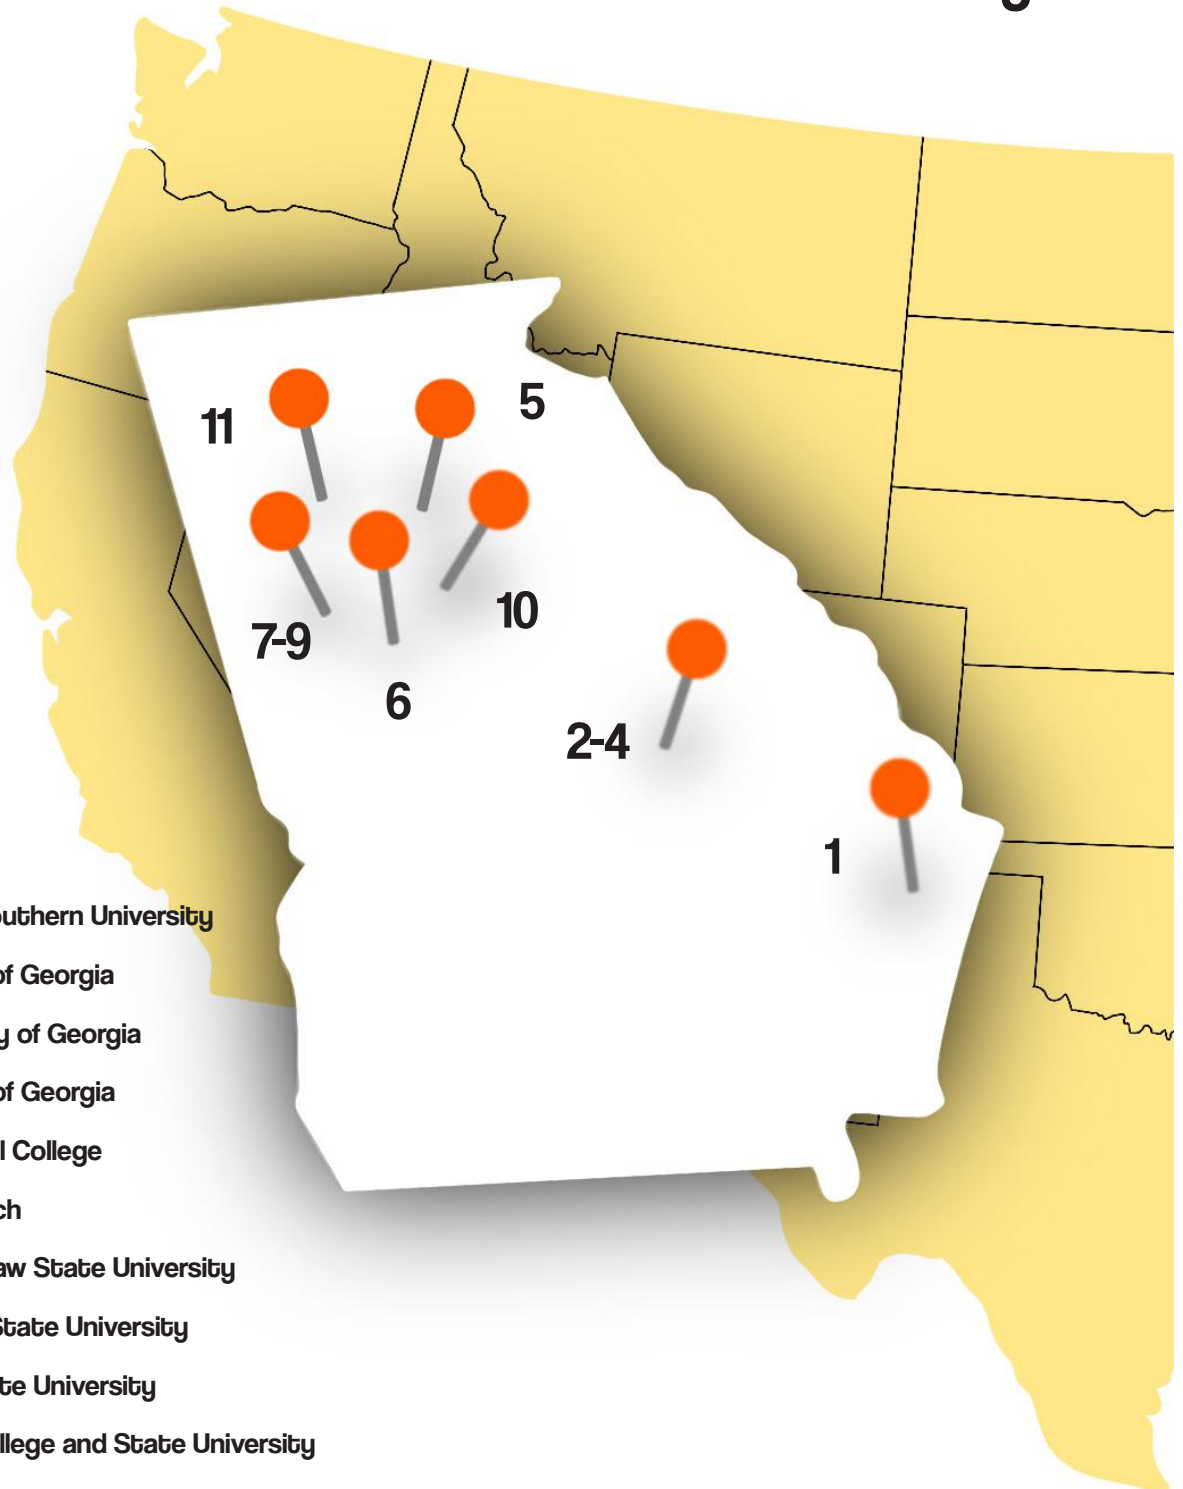 11
5
10
7-9
6
2-4
1
outhern University
of Georgia
y of Georgia
of Georgia
l College
ch
aw State University
State University
te University
llege and State University